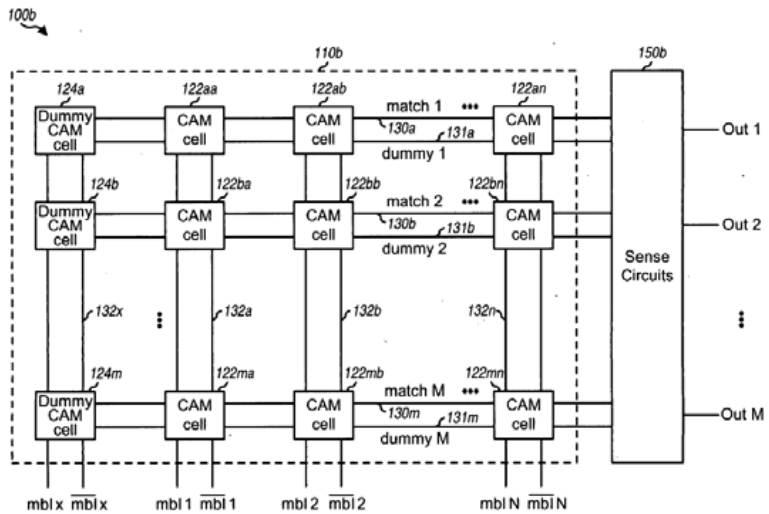 100b
110b
150b
124a 122aa 122ab 122an
Dummy CAM cell
CAM cell
CAM cell
match 1 •••
130a 131a
dummy 1
CAM cell
Out 1
124b 122ba 122bb 122bn
Dummy CAM cell
CAM cell
CAM cell
match 2 •••
130b 131b
dummy 2
CAM cell
Out 2
Sense
Circuits
132x 132a 132b 132n
124m 122ma 122mb 122mn
Dummy CAM cell
CAM cell
CAM cell
match M •••
130m 131m
dummy M
CAM cell
Out M
mbl x m̅b̅l̅ x mbl 1 m̅b̅l̅ 1 mbl 2 m̅b̅l̅ 2 mbl N m̅b̅l̅ N